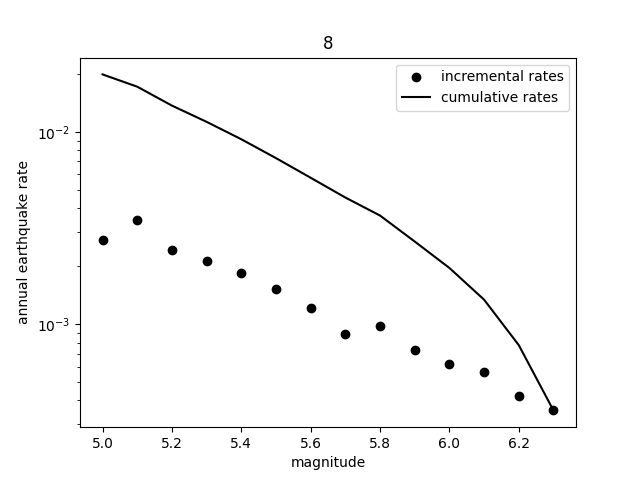 8
incremental rates
cumulative rates
10⁻²
10⁻³
annual earthquake rate
5.0 5.2 5.4 5.6 5.8 6.0 6.2
magnitude